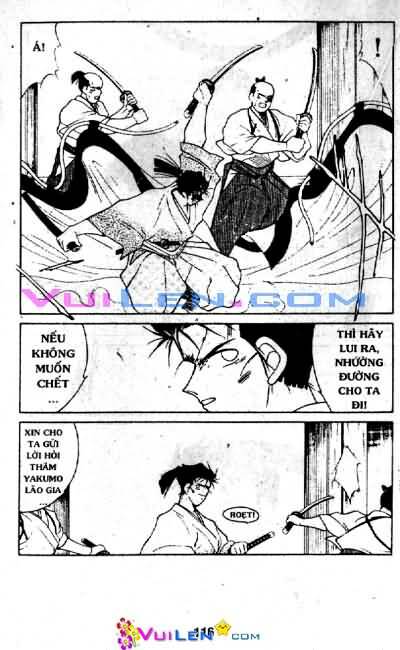 Á!
!
VuiLen.com
NẾU
KHÔNG
MUỐN
CHẾT
...
THÌ HÃY
LUI RA,
NHƯỜNG
ĐƯỜNG
CHO TA
ĐI!
XIN CHO
TA GỬI
LỜI HỎI
THĂM
YAKUMO
LÃO GIA
...
ROẸT!
116
VuiLen.com